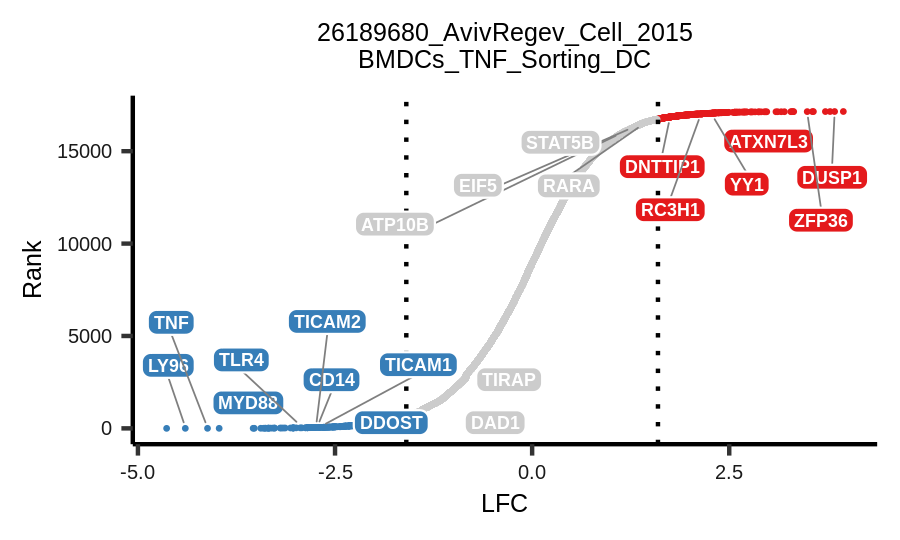 26189680_AvivRegev_Cell_2015
BMDCs_TNF_Sorting_DC
Rank
15000
10000
5000
0
STAT5B
ATXN7L3
DNTTIP1
EIF5
RARA
YY1
DUSP1
RC3H1
ZFP36
ATP10B
TNF
TICAM2
LY96
TLR4
TICAM1
CD14
TIRAP
MYD88
DDOST
DAD1
-5.0
-2.5
0.0
2.5
LFC